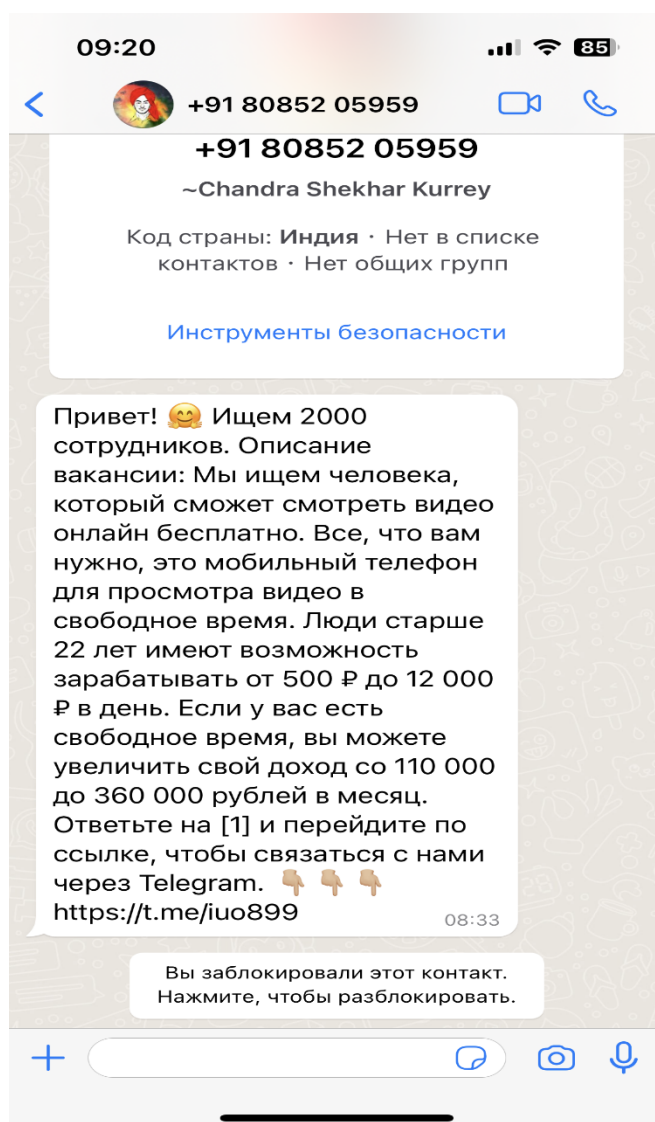 09:20
85
+91 80852 05959
+91 80852 05959
~Chandra Shekhar Kurrey
Код страны: Индия · Нет в списке
контактов · Нет общих групп
Инструменты безопасности
Привет! 🤗 Ищем 2000
сотрудников. Описание
вакансии: Мы ищем человека,
который сможет смотреть видео
онлайн бесплатно. Все, что вам
нужно, это мобильный телефон
для просмотра видео в
свободное время. Люди старше
22 лет имеют возможность
зарабатывать от 500 ₽ до 12 000
₽ в день. Если у вас есть
свободное время, вы можете
увеличить свой доход со 110 000
до 360 000 рублей в месяц.
Ответьте на [1] и перейдите по
ссылке, чтобы связаться с нами
через Telegram. 👇🏼 👇🏼 👇🏼
https://t.me/iuo899
08:33
Вы заблокировали этот контакт.
Нажмите, чтобы разблокировать.